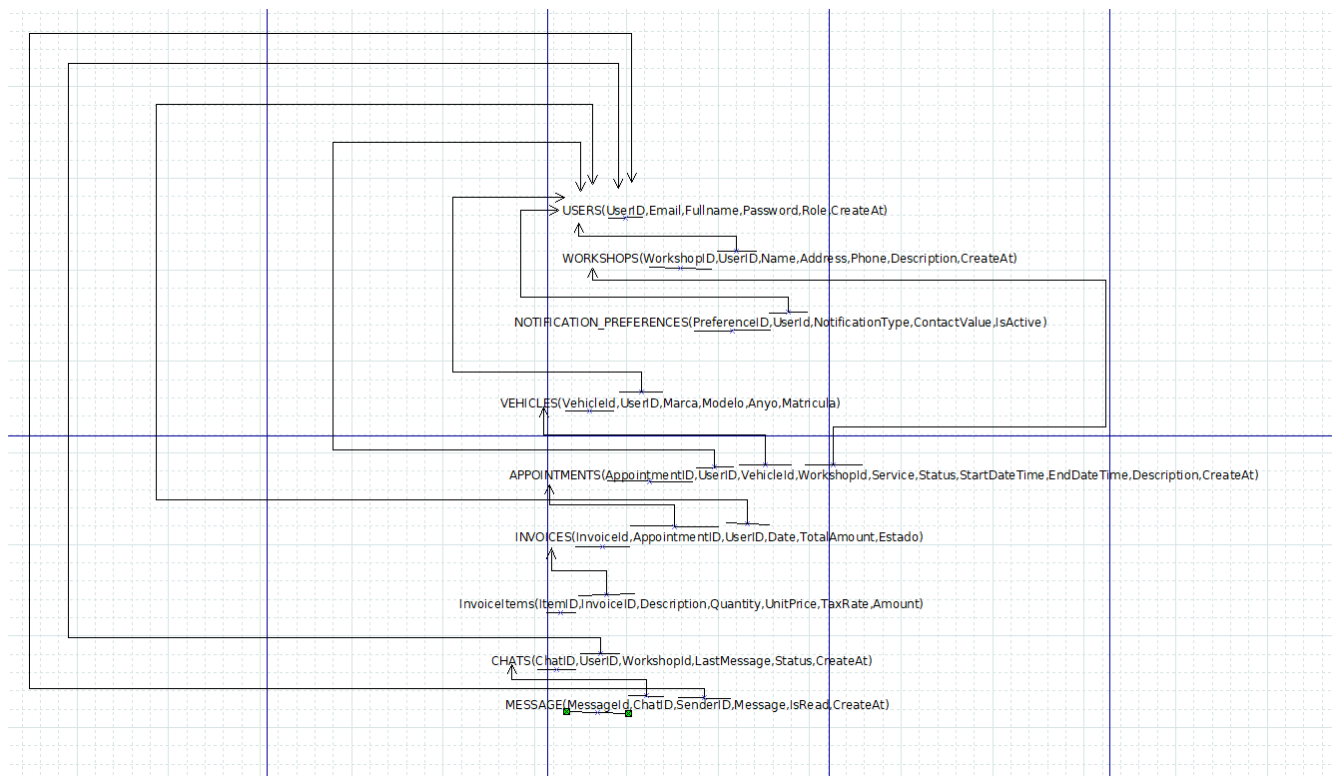 USERS(UserID,Email,Fullname,Password,Role,CreateAt)
WORKSHOPS(WorkshopID,UserID,Name,Address,Phone,Description,CreateAt)
NOTIFICATION_PREFERENCES(PreferenceID,UserId,NotificationType,ContactValue,IsActive)
VEHICLES(VehicleId,UserID,Marca,Modelo,Anyo,Matricula)
APPOINTMENTS(AppointmentID,UserID,VehicleId,WorkshopId,Service,Status,StartDateTime,EndDateTime,Description,CreateAt)
INVOICES(InvoiceId,AppointmentID,UserID,Date,TotalAmount,Estado)
InvoiceItems(ItemID,InvoiceID,Description,Quantity,UnitPrice,TaxRate,Amount)
CHATS(ChatID,UserID,WorkshopId,LastMessage,Status,CreateAt)
MESSAGE(MessageId,ChatID,SenderID,Message,IsRead,CreateAt)